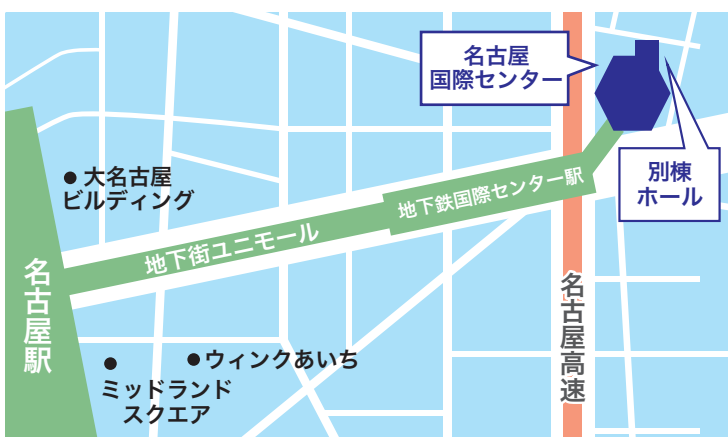 名古屋
国際センター
別棟
ホール
大名古屋
ビルディング
地下鉄国際センター駅
地下街ユニモール
名古屋駅
名古屋高速
ウィンクあいち
ミッドランド
スクエア